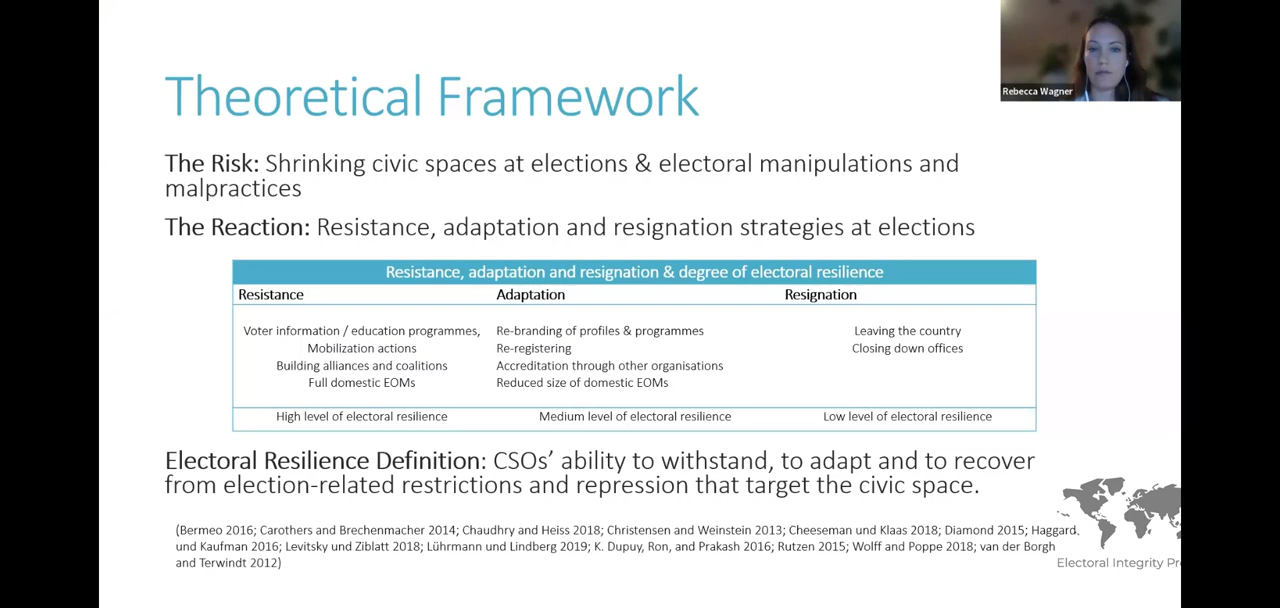 Rebecca Wagner
Theoretical Framework
The Risk: Shrinking civic spaces at elections & electoral manipulations and
malpractices
The Reaction: Resistance, adaptation and resignation strategies at elections
Resistance, adaptation and resignation & degree of electoral resilience
Resistance Adaptation Resignation
Voter information / education programmes, Re-branding of profiles & programmes Leaving the country
Mobilization actions Re-registering Closing down offices
Building alliances and coalitions Accreditation through other organisations
Full domestic EOMs Reduced size of domestic EOMs
High level of electoral resilience Medium level of electoral resilience Low level of electoral resilience
Electoral Resilience Definition: CSOs’ ability to withstand, to adapt and to recover
from election-related restrictions and repression that target the civic space.
(Bermeo 2016; Carothers and Brechenmacher 2014; Chaudhry and Heiss 2018; Christensen and Weinstein 2013; Cheeseman und Klaas 2018; Diamond 2015; Haggard
und Kaufman 2016; Levitsky und Ziblatt 2018; Lührmann und Lindberg 2019; K. Dupuy, Ron, and Prakash 2016; Rutzen 2015; Wolff and Poppe 2018; van der Borgh
and Terwindt 2012)
Electoral Integrity Pr